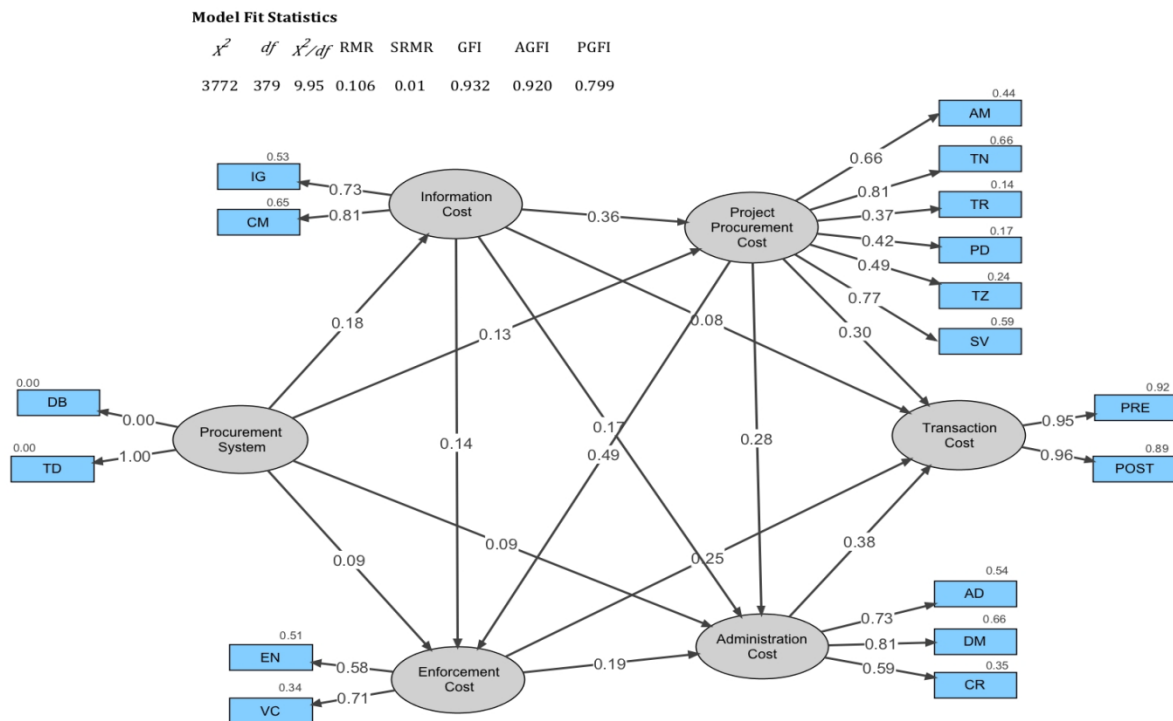 Model Fit Statistics
X² df X²/df RMR SRMR GFI AGFI PGFI
3772 379 9.95 0.106 0.01 0.932 0.920 0.799
0.44
AM
0.53
IG
0.73
0.65
CM
0.81
Information
Cost
0.36
Project
Procurement
Cost
0.66
0.66
TN
0.81
0.14
TR
0.37
0.17
PD
0.42
0.24
TZ
0.49
0.59
SV
0.77
0.18
0.13
0.08
0.30
0.00
DB
0.00
0.00
TD
1.00
Procurement
System
0.14
0.17
0.49
0.28
Transaction
Cost
0.92
PRE
0.95
0.89
POST
0.96
0.09
0.09
0.25
0.38
0.51
EN
0.58
0.34
VC
0.71
Enforcement
Cost
0.19
Administration
Cost
0.54
AD
0.73
0.66
DM
0.81
0.35
CR
0.59